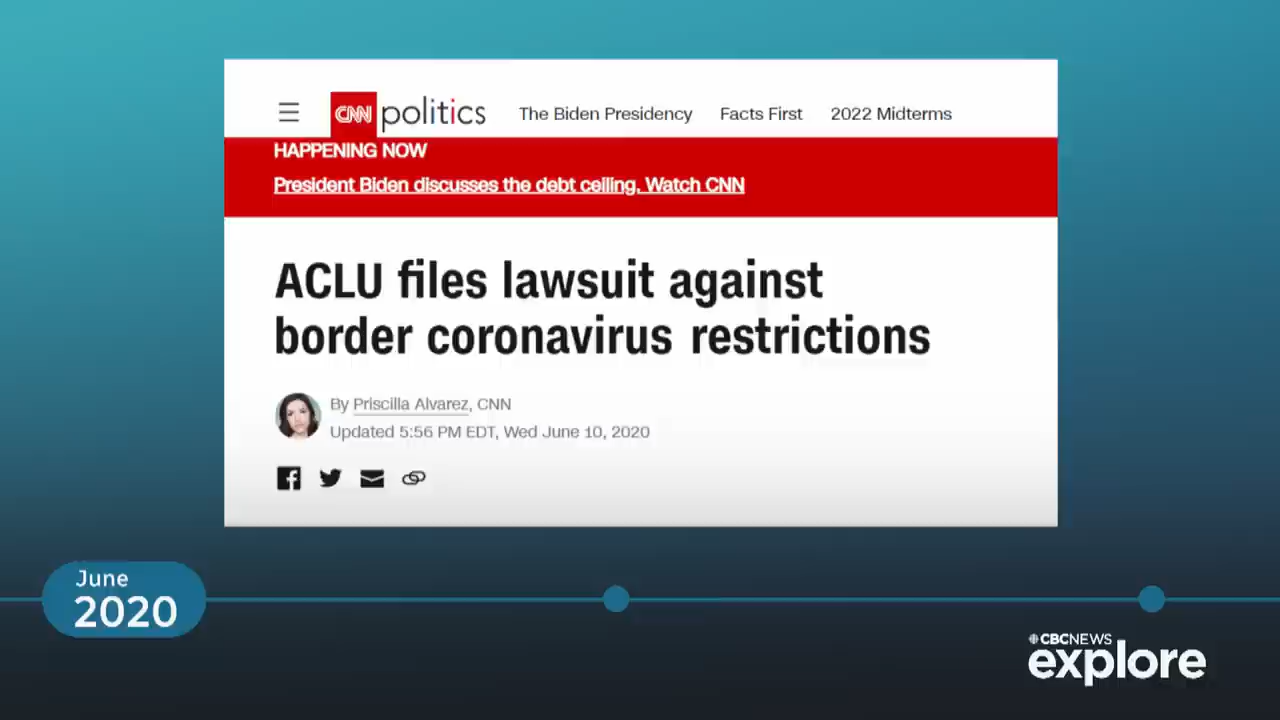 CNN politics The Biden Presidency Facts First 2022 Midterms
HAPPENING NOW
President Biden discusses the debt ceiling. Watch CNN
ACLU files lawsuit against
border coronavirus restrictions
By Priscilla Alvarez, CNN
Updated 5:56 PM EDT, Wed June 10, 2020
June
2020
CBCNEWS
explore